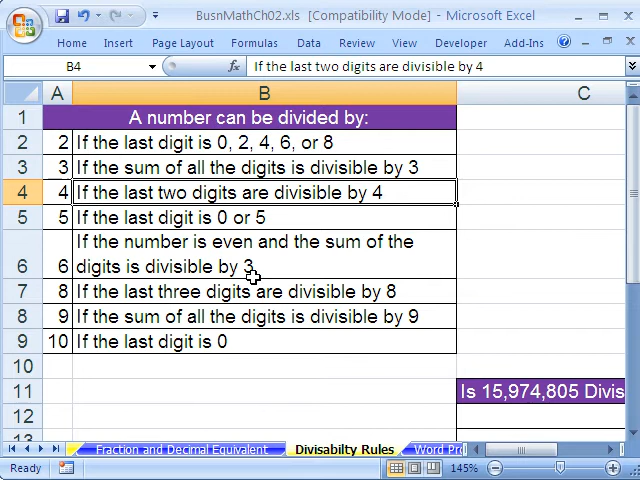 BusnMathCh02.xls [Compatibility Mode] - Microsoft Excel
Home Insert Page Layout Formulas Data Review View Developer Add-Ins
B4 fx If the last two digits are divisible by 4
A B C
1 A number can be divided by:
2 2 If the last digit is 0, 2, 4, 6, or 8
3 3 If the sum of all the digits is divisible by 3
4 4 If the last two digits are divisible by 4
5 5 If the last digit is 0 or 5
If the number is even and the sum of the
6 6 digits is divisible by 3
7 8 If the last three digits are divisible by 8
8 9 If the sum of all the digits is divisible by 9
9 10 If the last digit is 0
10
11 Is 15,974,805 Divis
12
13
Fraction and Decimal Equivalent Divisabilty Rules Word Pro
Ready 145%